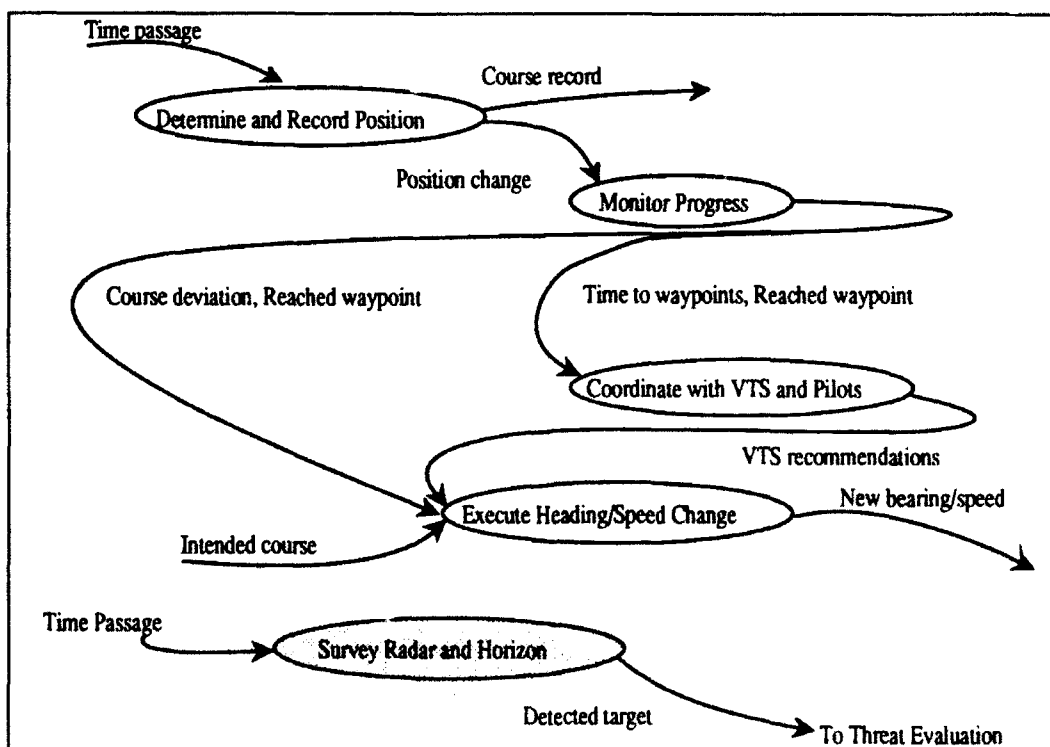 Time passage
Course record
Determine and Record Position
Position change
Monitor Progress
Course deviation, Reached waypoint
Time to waypoints, Reached waypoint
Coordinate with VTS and Pilots
VTS recommendations
New bearing/speed
Execute Heading/Speed Change
Intended course
Time Passage
Survey Radar and Horizon
Detected target
To Threat Evaluation